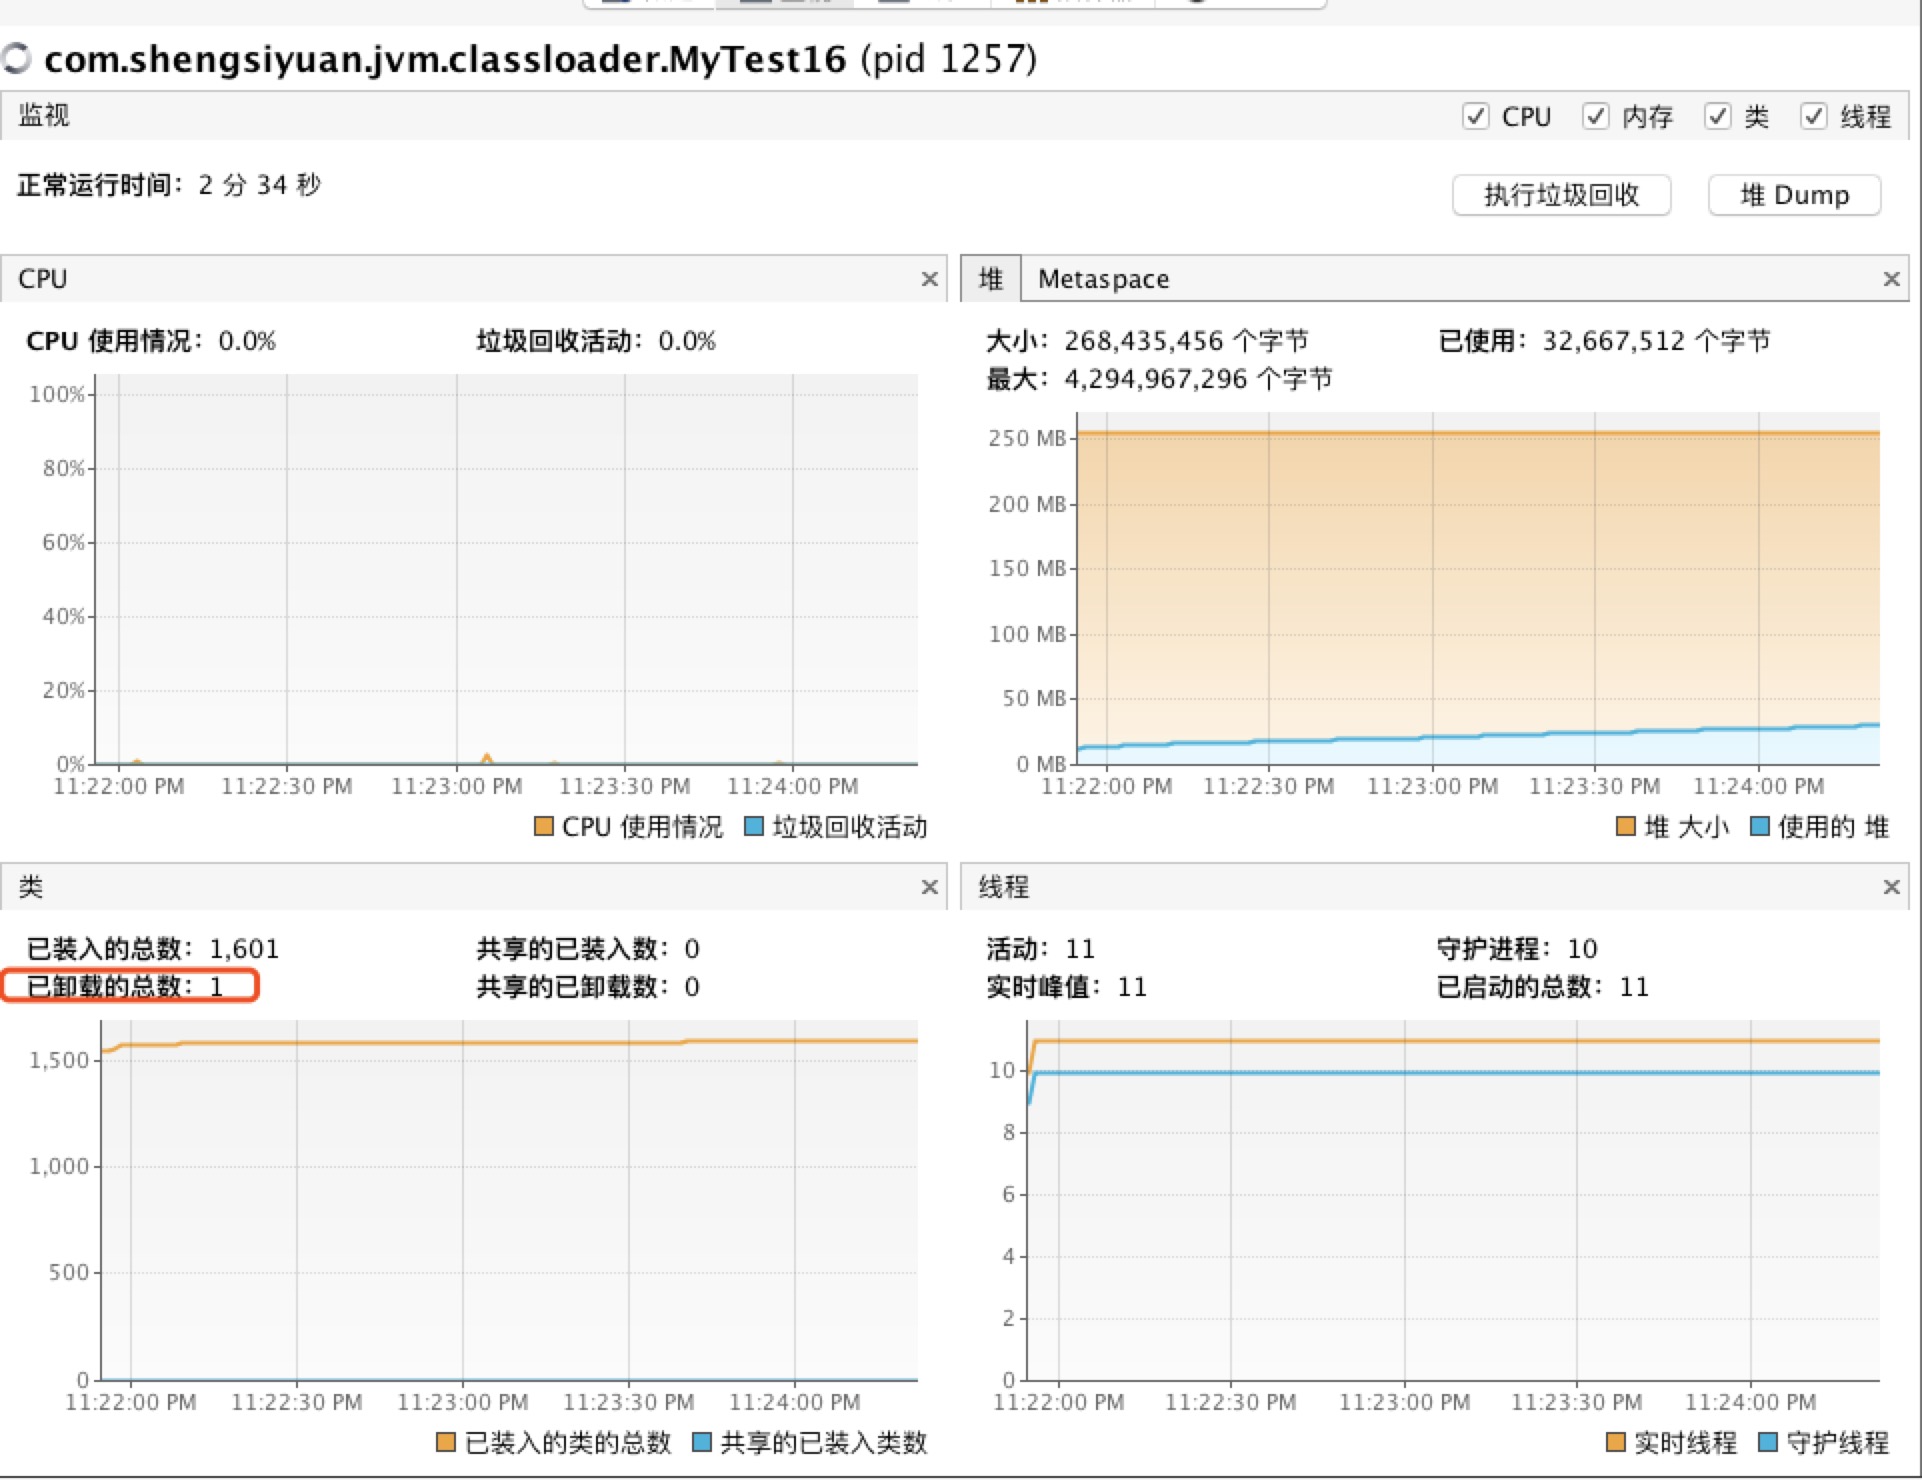 com.shengsiyuan.jvm.classloader.MyTest16 (pid 1257)
监视
CPU 内存 类 线程
正常运行时间：2 分 34 秒
执行垃圾回收 堆 Dump
CPU
CPU 使用情况：0.0% 垃圾回收活动：0.0%
100%
80%
60%
40%
20%
0%
11:22:00 PM 11:22:30 PM 11:23:00 PM 11:23:30 PM 11:24:00 PM
CPU 使用情况 垃圾回收活动
堆 Metaspace
大小：268,435,456 个字节 已使用：32,667,512 个字节
最大：4,294,967,296 个字节
250 MB
200 MB
150 MB
100 MB
50 MB
0 MB
11:22:00 PM 11:22:30 PM 11:23:00 PM 11:23:30 PM 11:24:00 PM
堆 大小 使用的 堆
类
已装入的总数：1,601 共享的已装入数：0
已卸载的总数：1 共享的已卸载数：0
1,500
1,000
500
0
11:22:00 PM 11:22:30 PM 11:23:00 PM 11:23:30 PM 11:24:00 PM
已装入的类的总数 共享的已装入类数
线程
活动：11 守护进程：10
实时峰值：11 已启动的总数：11
10
8
6
4
2
0
11:22:00 PM 11:22:30 PM 11:23:00 PM 11:23:30 PM 11:24:00 PM
实时线程 守护线程